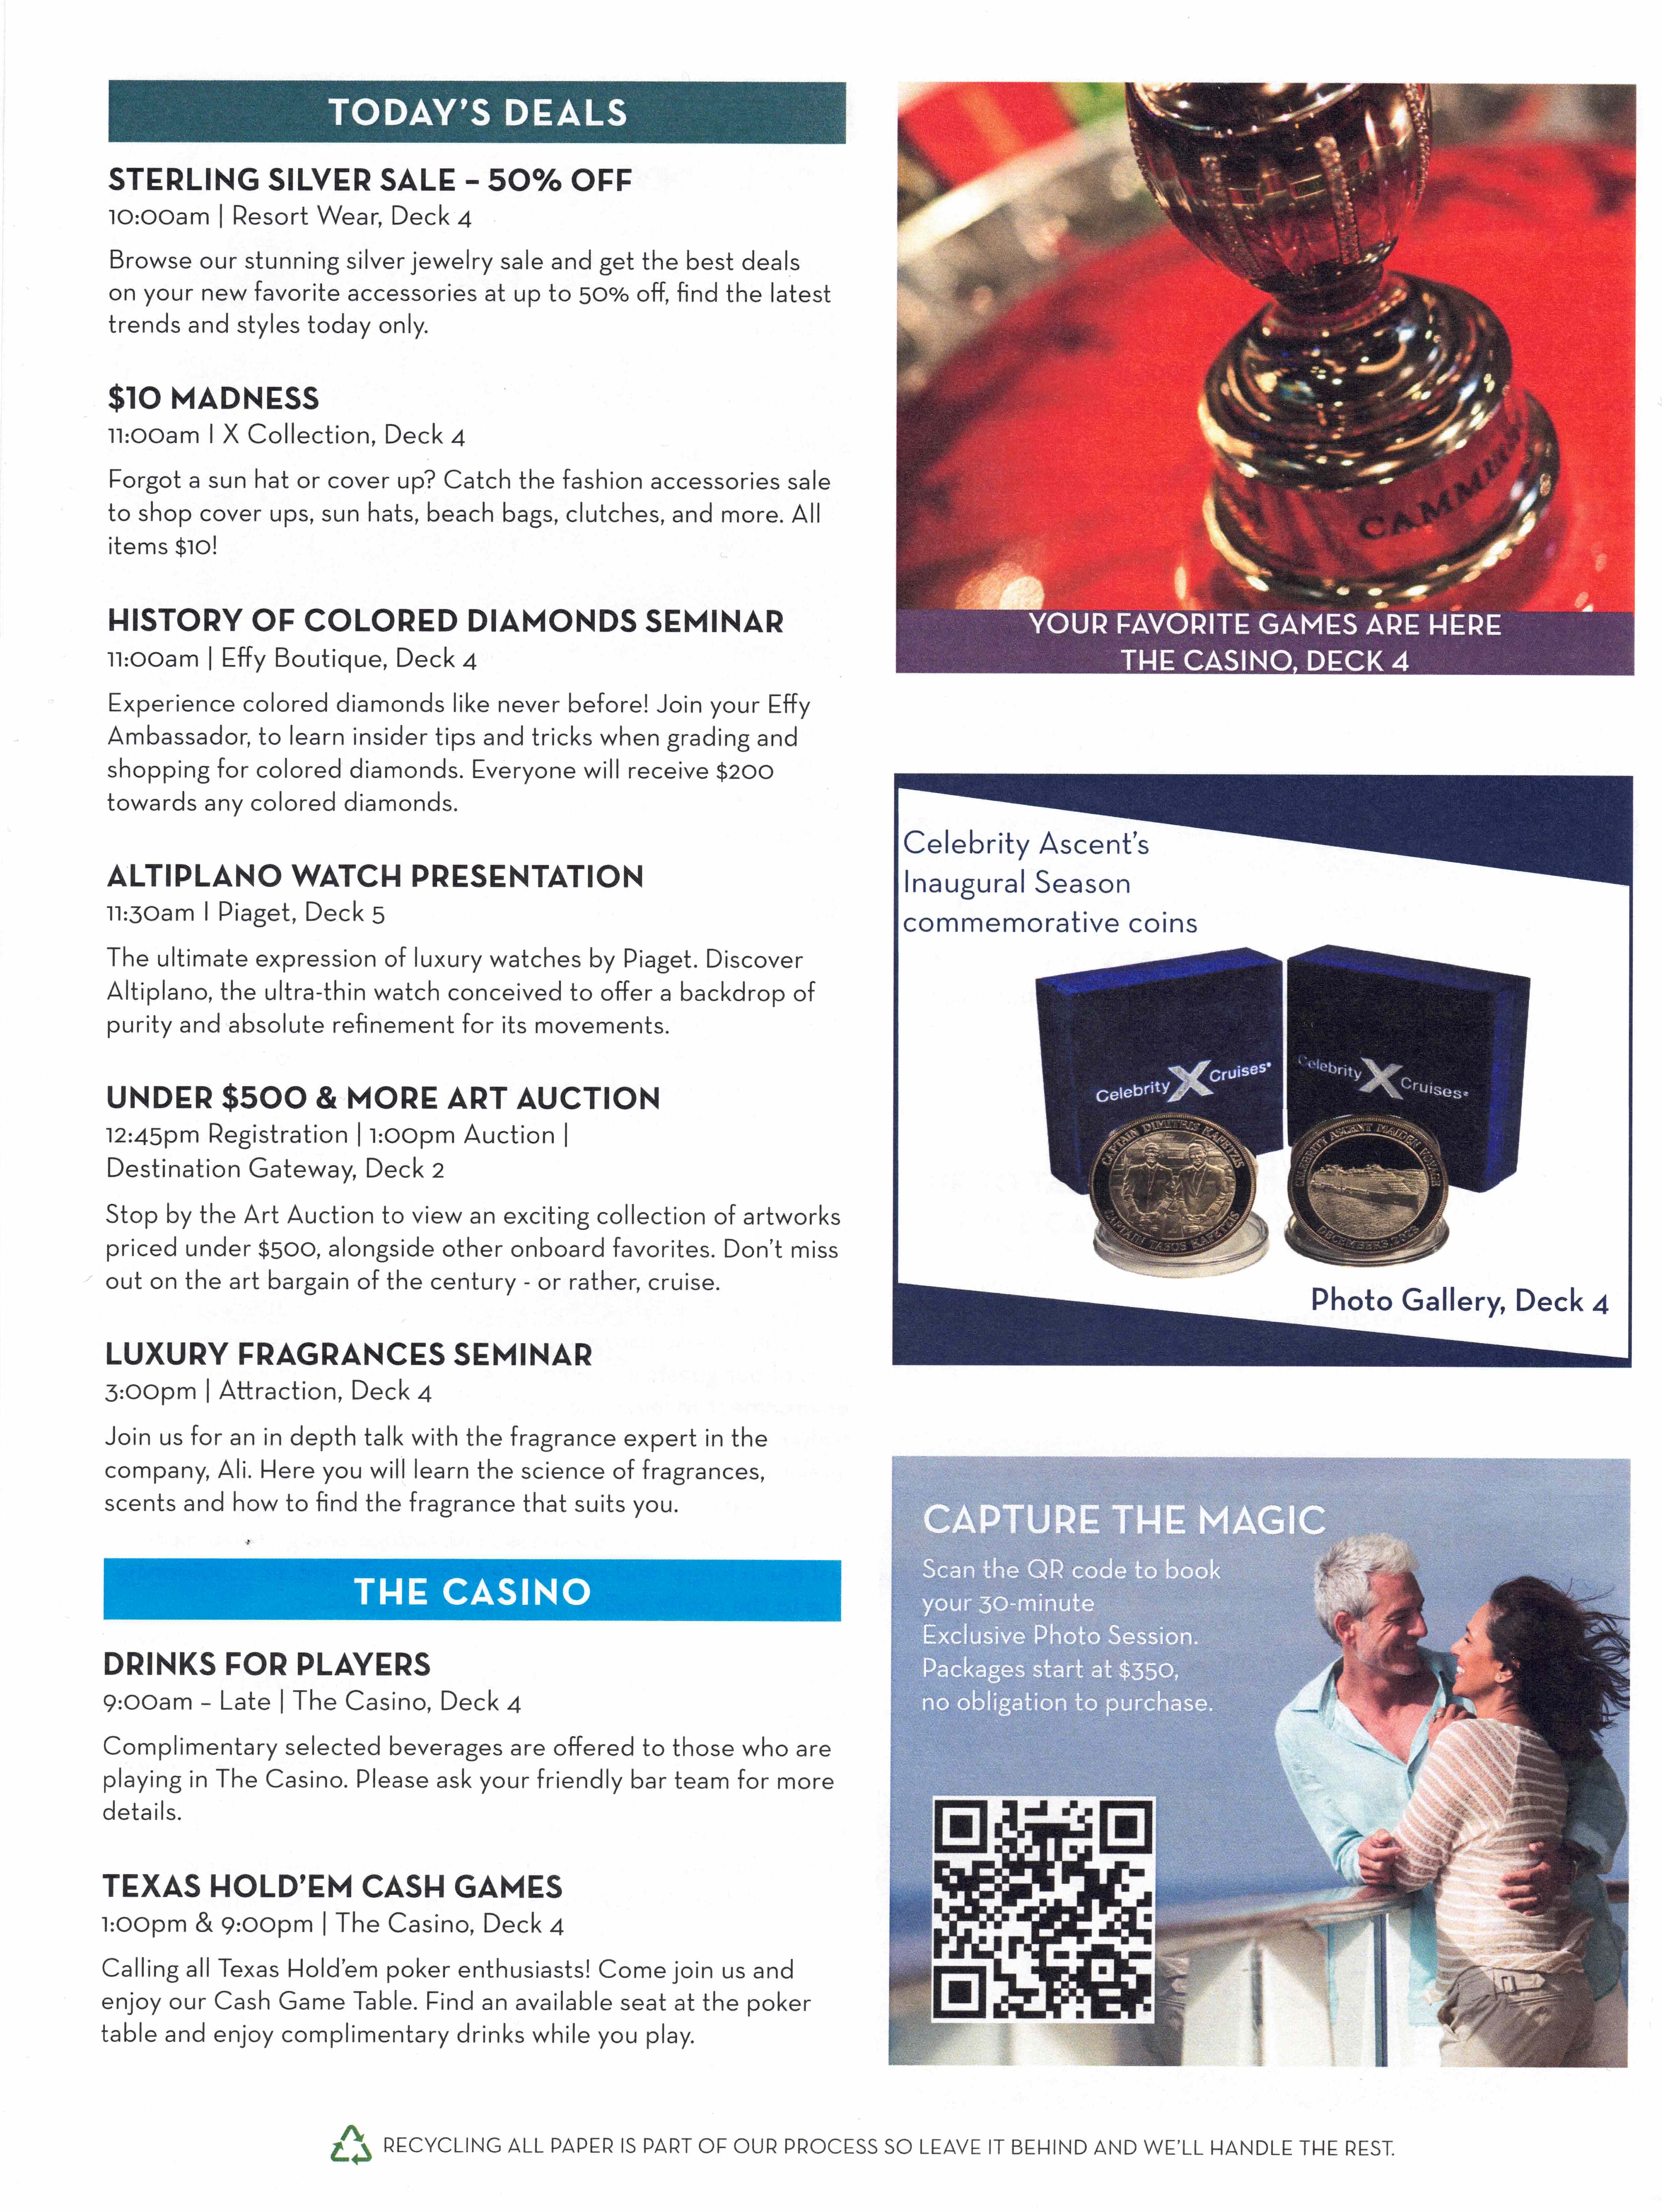 TODAY'S DEALS
STERLING SILVER SALE – 50% OFF
10:00am | Resort Wear, Deck 4
Browse our stunning silver jewelry sale and get the best deals
on your new favorite accessories at up to 50% off, find the latest
trends and styles today only.
$10 MADNESS
11:00am | X Collection, Deck 4
Forgot a sun hat or cover up? Catch the fashion accessories sale
to shop cover ups, sun hats, beach bags, clutches, and more. All
items $10!
HISTORY OF COLORED DIAMONDS SEMINAR
11:00am | Effy Boutique, Deck 4
Experience colored diamonds like never before! Join your Effy
Ambassador, to learn insider tips and tricks when grading and
shopping for colored diamonds. Everyone will receive $200
towards any colored diamonds.
ALTIPLANO WATCH PRESENTATION
11:30am | Piaget, Deck 5
The ultimate expression of luxury watches by Piaget. Discover
Altiplano, the ultra-thin watch conceived to offer a backdrop of
purity and absolute refinement for its movements.
UNDER $500 & MORE ART AUCTION
12:45pm Registration | 1:00pm Auction |
Destination Gateway, Deck 2
Stop by the Art Auction to view an exciting collection of artworks
priced under $500, alongside other onboard favorites. Don't miss
out on the art bargain of the century - or rather, cruise.
LUXURY FRAGRANCES SEMINAR
3:00pm | Attraction, Deck 4
Join us for an in depth talk with the fragrance expert in the
company, Ali. Here you will learn the science of fragrances,
scents and how to find the fragrance that suits you.
THE CASINO
DRINKS FOR PLAYERS
9:00am – Late | The Casino, Deck 4
Complimentary selected beverages are offered to those who are
playing in The Casino. Please ask your friendly bar team for more
details.
TEXAS HOLD'EM CASH GAMES
1:00pm & 9:00pm | The Casino, Deck 4
Calling all Texas Hold'em poker enthusiasts! Come join us and
enjoy our Cash Game Table. Find an available seat at the poker
table and enjoy complimentary drinks while you play.
YOUR FAVORITE GAMES ARE HERE
THE CASINO, DECK 4
Celebrity Ascent's
Inaugural Season
commemorative coins
Celebrity X Cruises®
Celebrity X Cruises®
CAPTAIN DIMITRIS KAFETZIS
CAPTAIN TASOS KAFETZIS
CELEBRITY ASCENT MAIDEN VOYAGE
Photo Gallery, Deck 4
CAPTURE THE MAGIC
Scan the QR code to book
your 30-minute
Exclusive Photo Session.
Packages start at $350,
no obligation to purchase.
RECYCLING ALL PAPER IS PART OF OUR PROCESS SO LEAVE IT BEHIND AND WE'LL HANDLE THE REST.